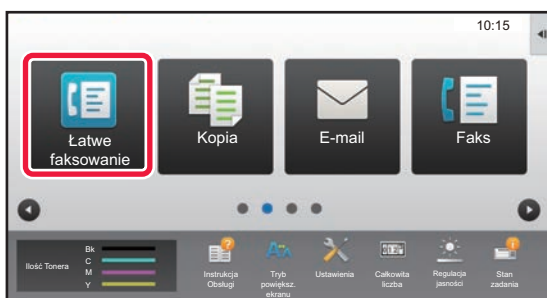 10:15
Łatwe
faksowanie
Kopia
E-mail
Faks
Ilość Tonera
Bk
C
M
Y
Instrukcja
Obsługi
Tryb
powiększ.
ekranu
Ustawienia
Całkowita
liczba
Regulacja
jasności
Stan
zadania